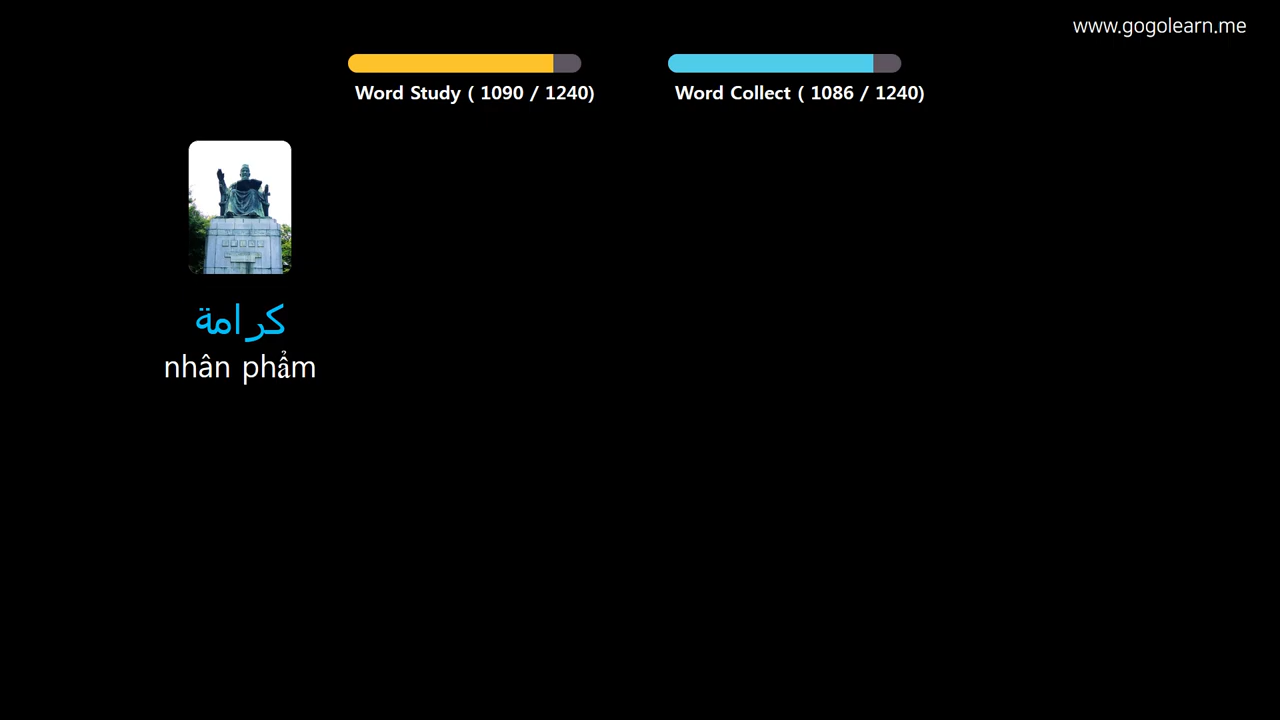 www.gogolearn.me
Word Study ( 1090 / 1240)
Word Collect ( 1086 / 1240)
كرامة
nhân phẩm